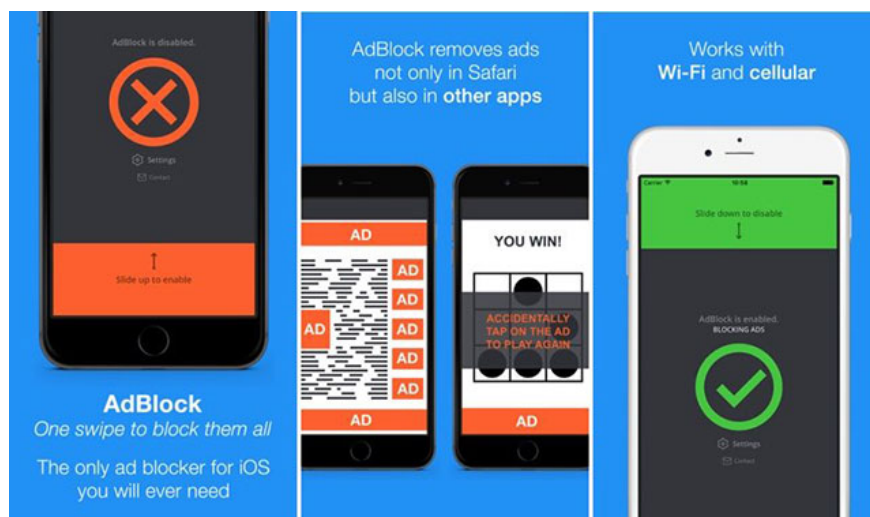 AdBlock is disabled.
Settings
Contact
Slide up to enable
AdBlock
One swipe to block them all
The only ad blocker for iOS
you will ever need
AdBlock removes ads
not only in Safari
but also in other apps
AD
AD
AD
AD
AD
AD
AD
AD
YOU WIN!
ACCIDENTALLY
TAP ON THE AD
TO PLAY AGAIN
AD
Works with
Wi-Fi and cellular
Carrier 10:58
Slide down to disable
AdBlock is enabled.
BLOCKING ADS
Settings
Contact